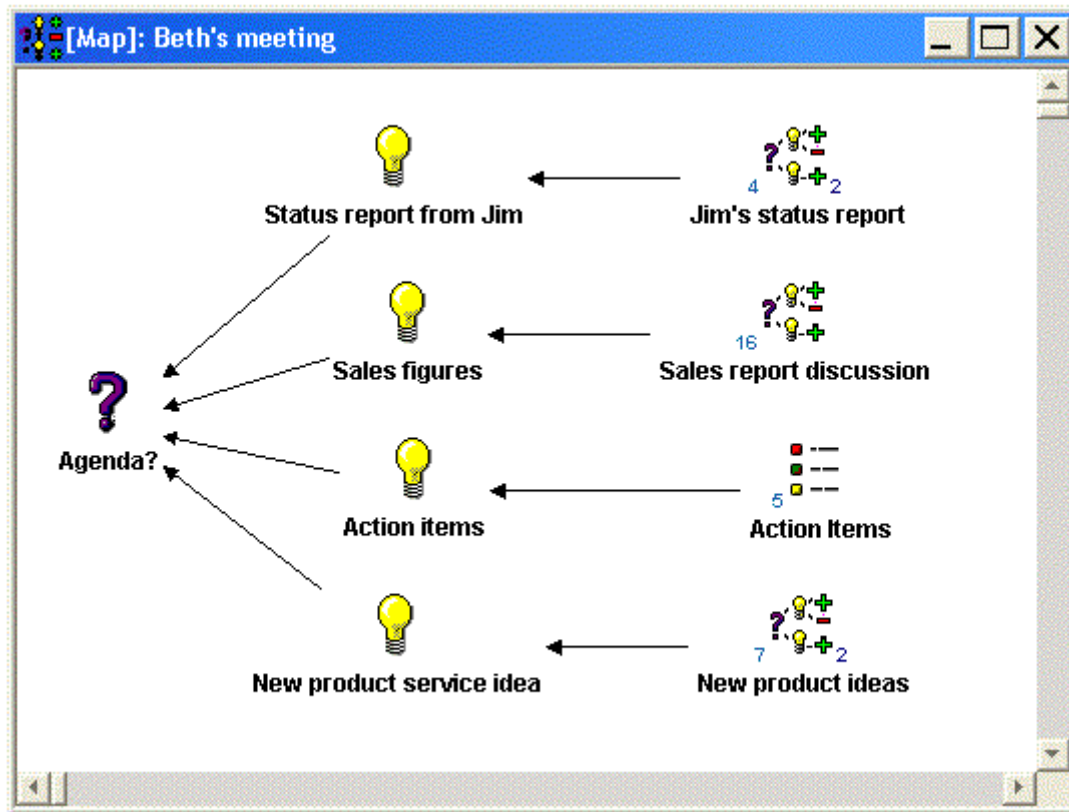 [Map]: Beth's meeting
4 2
Status report from Jim Jim's status report
16
Sales figures Sales report discussion
?
Agenda?
5
Action items Action Items
7 2
New product service idea New product ideas